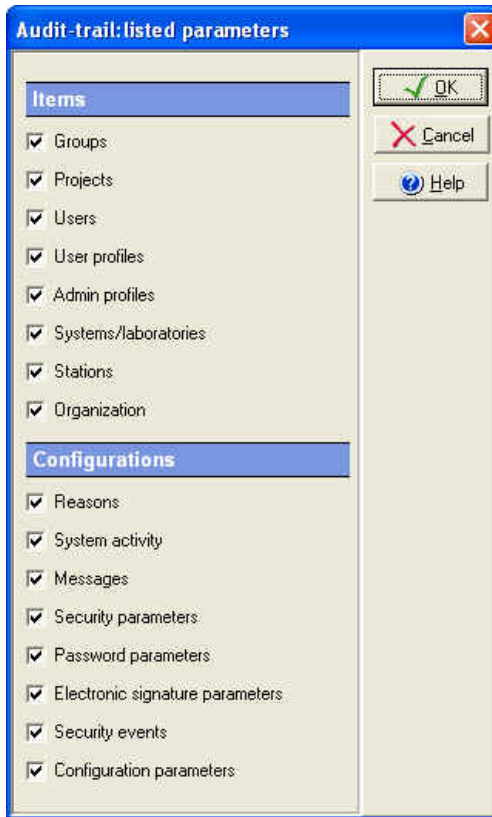 Audit-trail: listed parameters
Items
Groups
Projects
Users
User profiles
Admin profiles
Systems/laboratories
Stations
Organization
Configurations
Reasons
System activity
Messages
Security parameters
Password parameters
Electronic signature parameters
Security events
Configuration parameters
OK
Cancel
Help